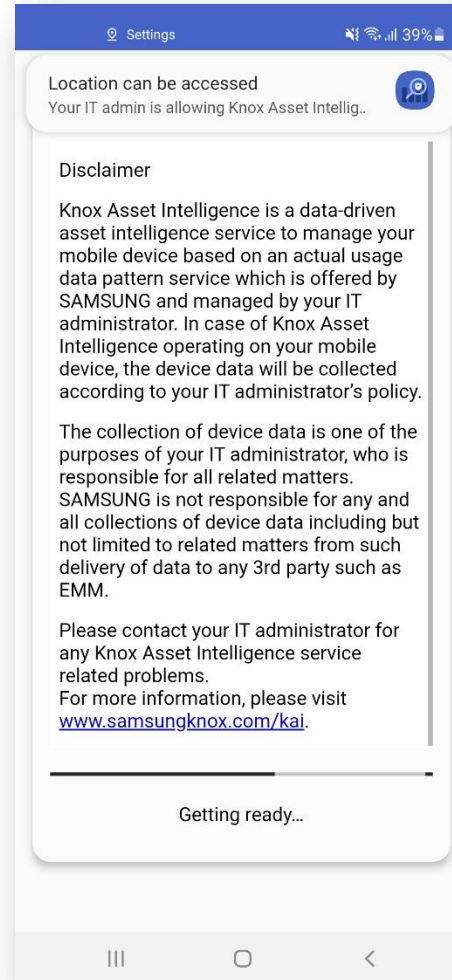 Settings
39%
Location can be accessed
Your IT admin is allowing Knox Asset Intellig..
Disclaimer
Knox Asset Intelligence is a data-driven
asset intelligence service to manage your
mobile device based on an actual usage
data pattern service which is offered by
SAMSUNG and managed by your IT
administrator. In case of Knox Asset
Intelligence operating on your mobile
device, the device data will be collected
according to your IT administrator's policy.
The collection of device data is one of the
purposes of your IT administrator, who is
responsible for all related matters.
SAMSUNG is not responsible for any and
all collections of device data including but
not limited to related matters from such
delivery of data to any 3rd party such as
EMM.
Please contact your IT administrator for
any Knox Asset Intelligence service
related problems.
For more information, please visit
www.samsungknox.com/kai.
Getting ready...